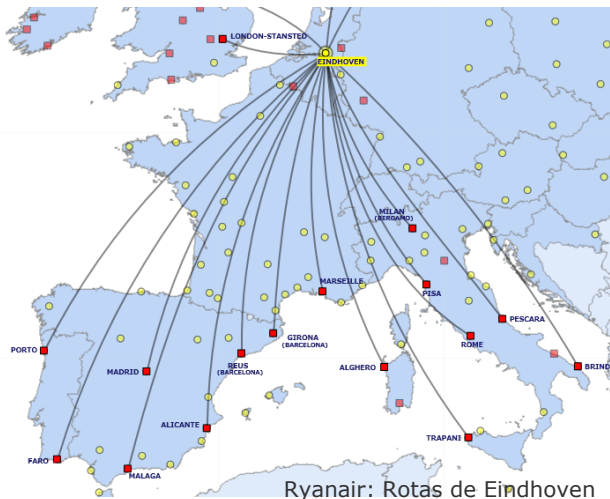 LONDON-STANSTED
EINDHOVEN
MILAN
(BERGAMO)
MARSEILLE
PISA
PESCARA
PORTO
GIRONA
(BARCELONA)
ROME
MADRID
REUS
(BARCELONA)
ALGHERO
BRIND
ALICANTE
TRAPANI
FARO
MALAGA
Ryanair: Rotas de Eindhoven